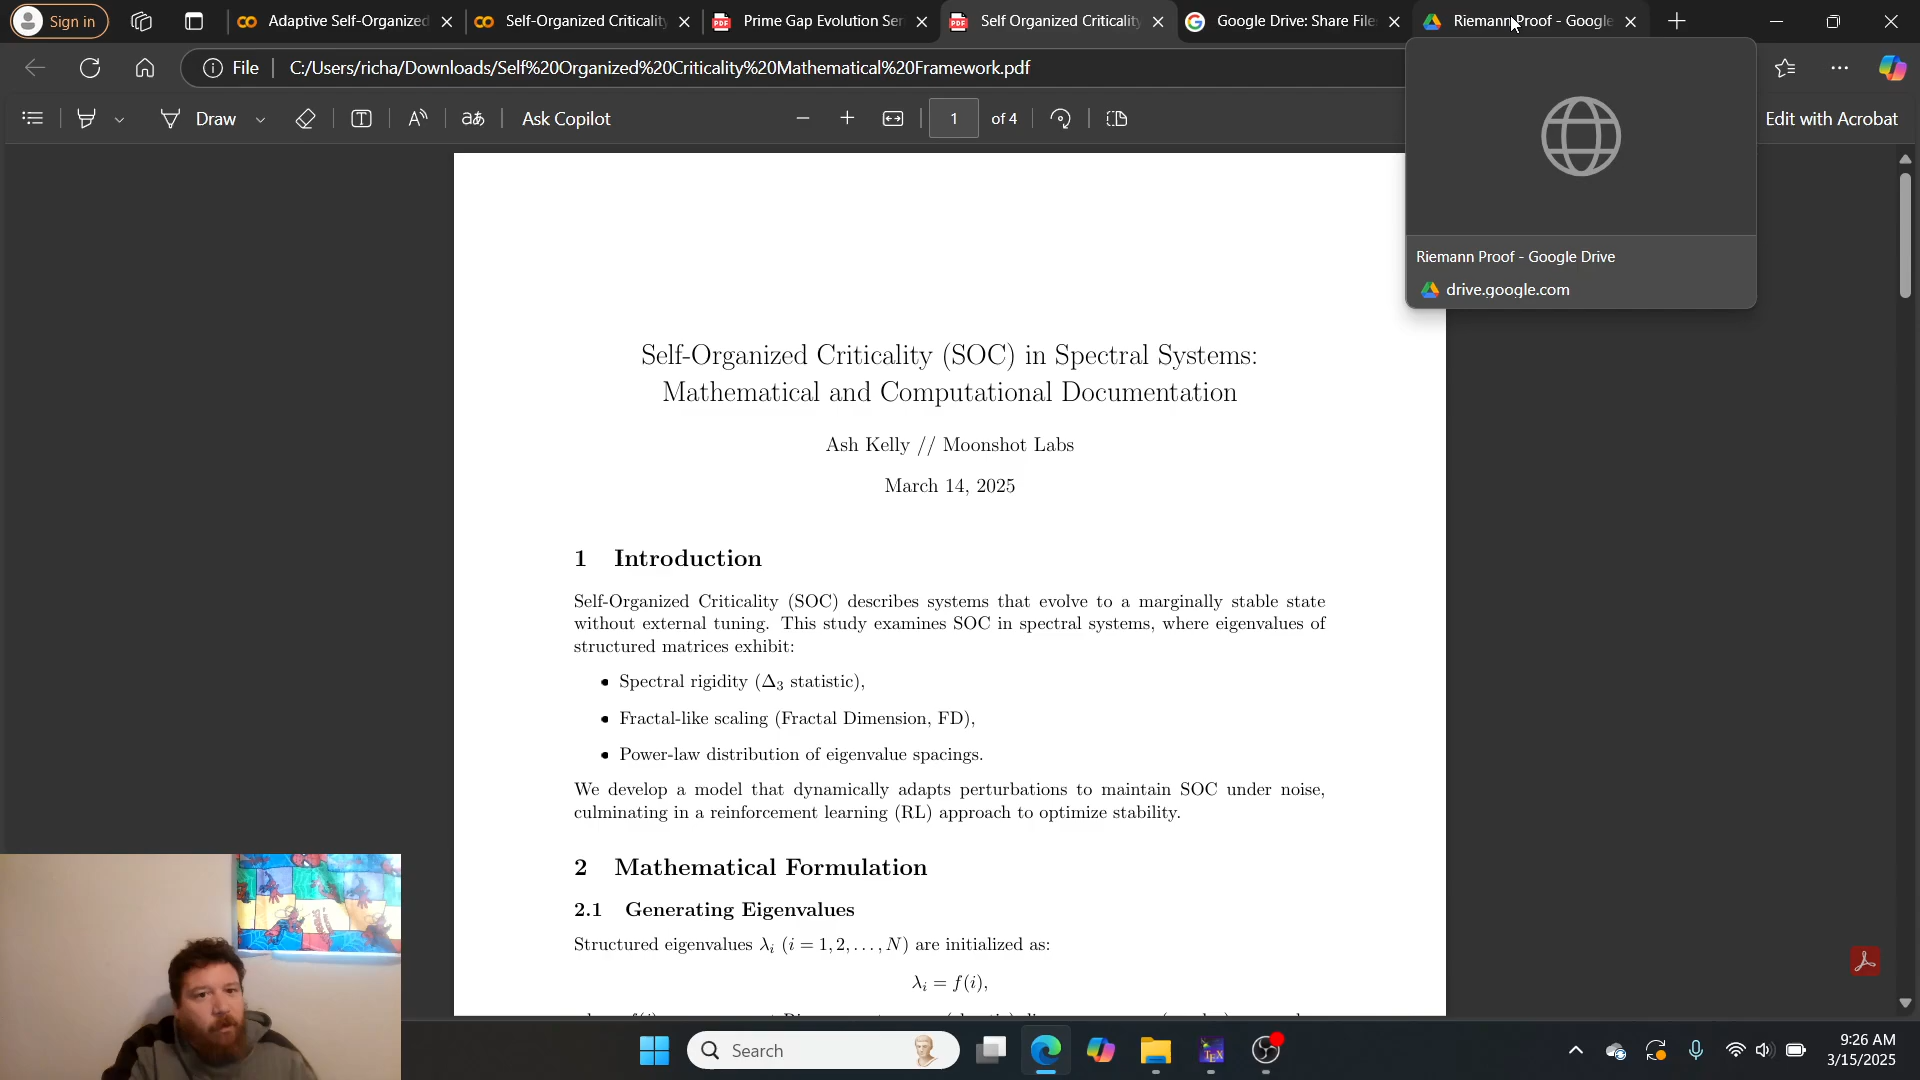 Sign in
Adaptive Self-Organized
Self-Organized Criticality
Prime Gap Evolution Ser
Self Organized Criticality
Google Drive: Share File
Riemann Proof - Google
File
C:/Users/richa/Downloads/Self%20Organized%20Criticality%20Mathematical%20Framework.pdf
Draw
Ask Copilot
1
of 4
Edit with Acrobat
Riemann Proof - Google Drive
drive.google.com
Self-Organized Criticality (SOC) in Spectral Systems:
Mathematical and Computational Documentation
Ash Kelly // Moonshot Labs
March 14, 2025
1 Introduction
Self-Organized Criticality (SOC) describes systems that evolve to a marginally stable state
without external tuning. This study examines SOC in spectral systems, where eigenvalues of
structured matrices exhibit:
• Spectral rigidity (Δ₃ statistic),
• Fractal-like scaling (Fractal Dimension, FD),
• Power-law distribution of eigenvalue spacings.
We develop a model that dynamically adapts perturbations to maintain SOC under noise,
culminating in a reinforcement learning (RL) approach to optimize stability.
2 Mathematical Formulation
2.1 Generating Eigenvalues
Structured eigenvalues λᵢ (i = 1, 2, . . . , N) are initialized as:
λᵢ = f(i),
Search
9:26 AM
3/15/2025